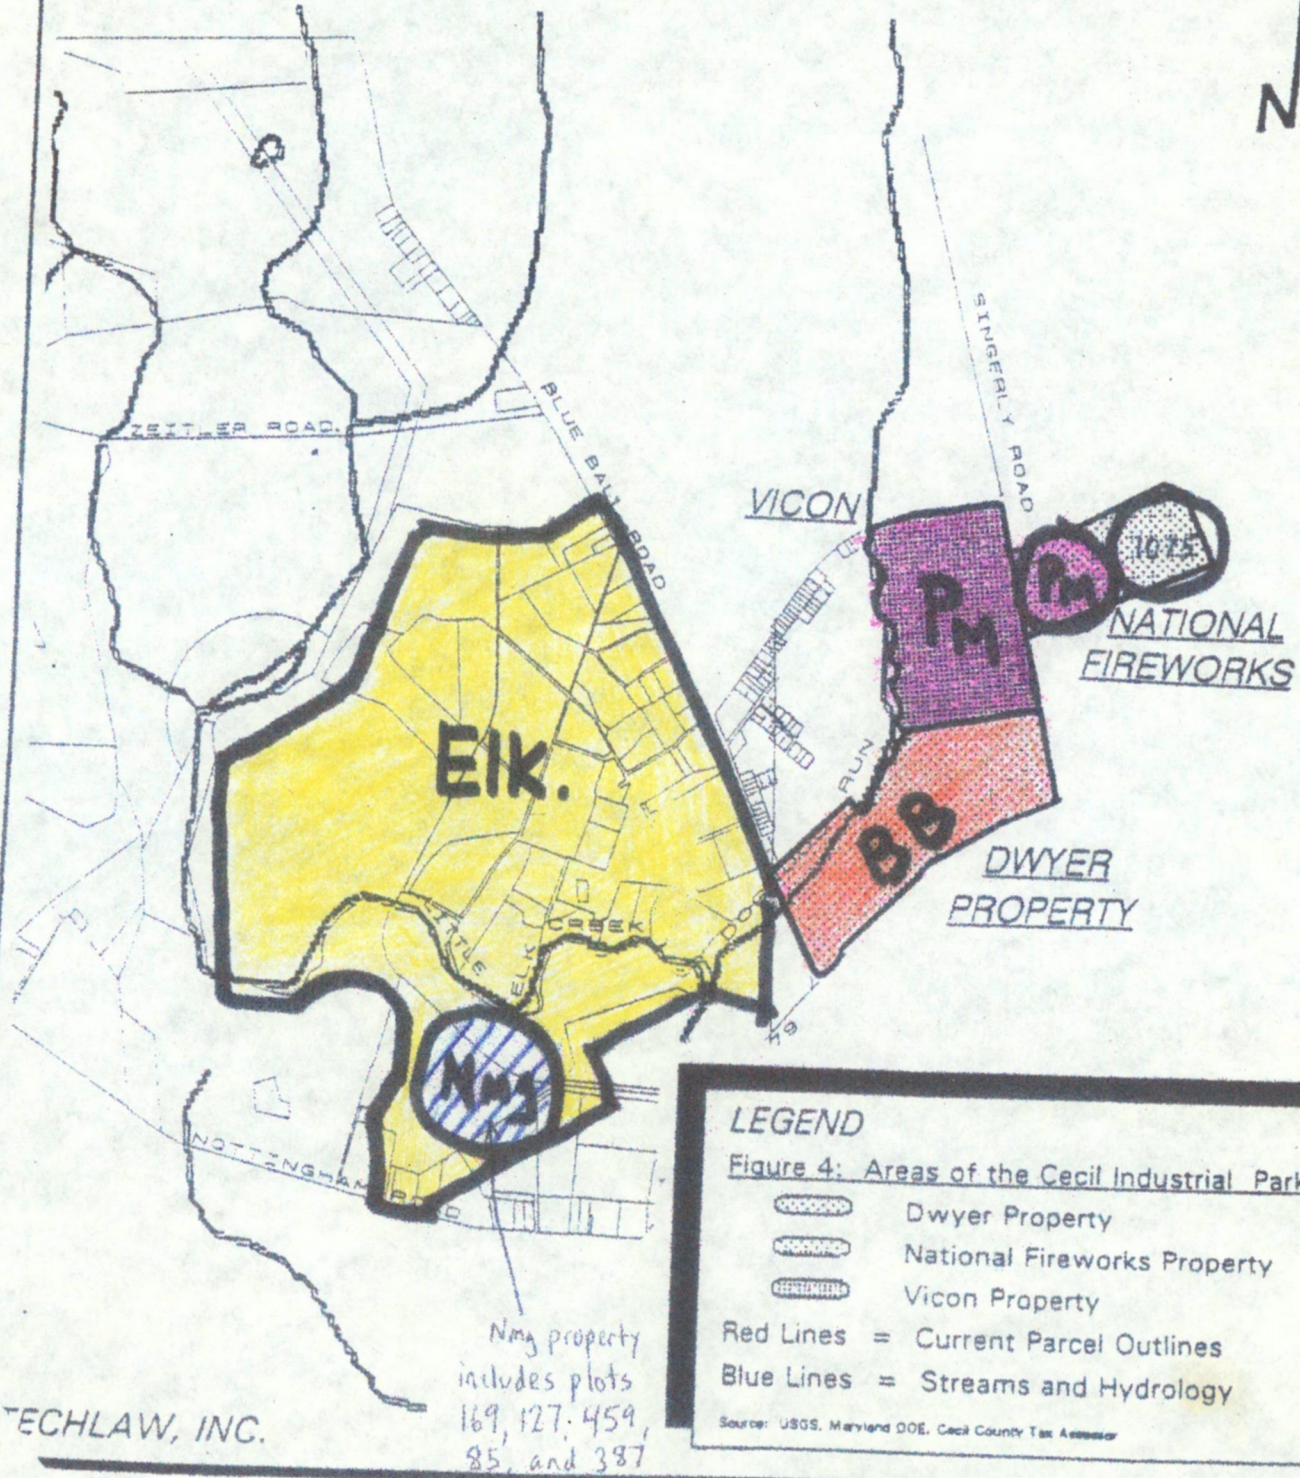 N
ZEITLER ROAD.
BLUE BALL ROAD
SINGERLY ROAD
VICON
PM
PM
1075
NATIONAL
FIREWORKS
Elk.
RUN
BB
DWYER
PROPERTY
LITTLE ELK CREEK
Nmg
NOTTINGHAM RD
Nmg property
includes plots
169, 127, 459,
85, and 387
TECHLAW, INC.
LEGEND
Figure 4: Areas of the Cecil Industrial Park
Dwyer Property
National Fireworks Property
Vicon Property
Red Lines = Current Parcel Outlines
Blue Lines = Streams and Hydrology
Source: USGS, Maryland DOE, Cecil County Tax Assessor